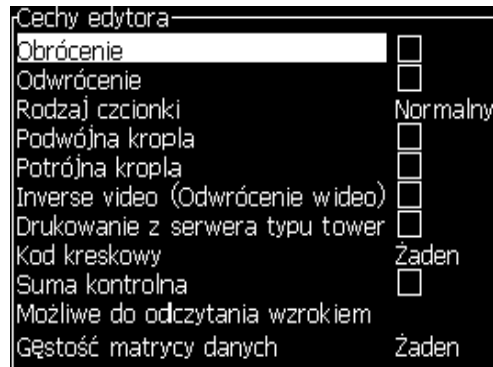 Cechy edytora
Obrócenie
Odwrócenie
Rodzaj czcionki Normalny
Podwójna kropla
Potrójna kropla
Inverse video (Odwrócenie wideo)
Drukowanie z serwera typu tower
Kod kreskowy Żaden
Suma kontrolna
Możliwe do odczytania wzrokiem
Gęstość matrycy danych Żaden